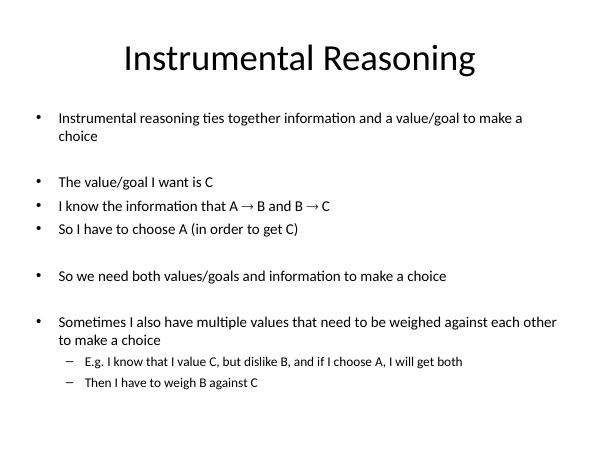 Instrumental Reasoning
• Instrumental reasoning ties together information and a value/goal to make a
choice
• The value/goal I want is C
• I know the information that A → B and B → C
• So I have to choose A (in order to get C)
• So we need both values/goals and information to make a choice
• Sometimes I also have multiple values that need to be weighed against each other
to make a choice
– E.g. I know that I value C, but dislike B, and if I choose A, I will get both
– Then I have to weigh B against C